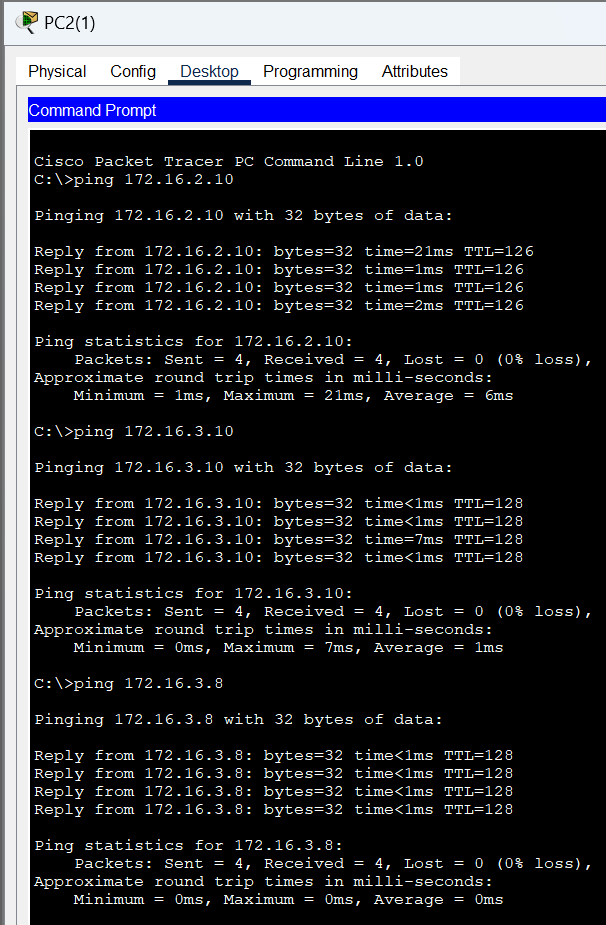 PC2(1)
Physical Config Desktop Programming Attributes
Command Prompt
Cisco Packet Tracer PC Command Line 1.0
C:\>ping 172.16.2.10
Pinging 172.16.2.10 with 32 bytes of data:
Reply from 172.16.2.10: bytes=32 time=21ms TTL=126
Reply from 172.16.2.10: bytes=32 time=1ms TTL=126
Reply from 172.16.2.10: bytes=32 time=1ms TTL=126
Reply from 172.16.2.10: bytes=32 time=2ms TTL=126
Ping statistics for 172.16.2.10:
Packets: Sent = 4, Received = 4, Lost = 0 (0% loss),
Approximate round trip times in milli-seconds:
Minimum = 1ms, Maximum = 21ms, Average = 6ms
C:\>ping 172.16.3.10
Pinging 172.16.3.10 with 32 bytes of data:
Reply from 172.16.3.10: bytes=32 time<1ms TTL=128
Reply from 172.16.3.10: bytes=32 time<1ms TTL=128
Reply from 172.16.3.10: bytes=32 time=7ms TTL=128
Reply from 172.16.3.10: bytes=32 time<1ms TTL=128
Ping statistics for 172.16.3.10:
Packets: Sent = 4, Received = 4, Lost = 0 (0% loss),
Approximate round trip times in milli-seconds:
Minimum = 0ms, Maximum = 7ms, Average = 1ms
C:\>ping 172.16.3.8
Pinging 172.16.3.8 with 32 bytes of data:
Reply from 172.16.3.8: bytes=32 time<1ms TTL=128
Reply from 172.16.3.8: bytes=32 time<1ms TTL=128
Reply from 172.16.3.8: bytes=32 time<1ms TTL=128
Reply from 172.16.3.8: bytes=32 time<1ms TTL=128
Ping statistics for 172.16.3.8:
Packets: Sent = 4, Received = 4, Lost = 0 (0% loss),
Approximate round trip times in milli-seconds:
Minimum = 0ms, Maximum = 0ms, Average = 0ms